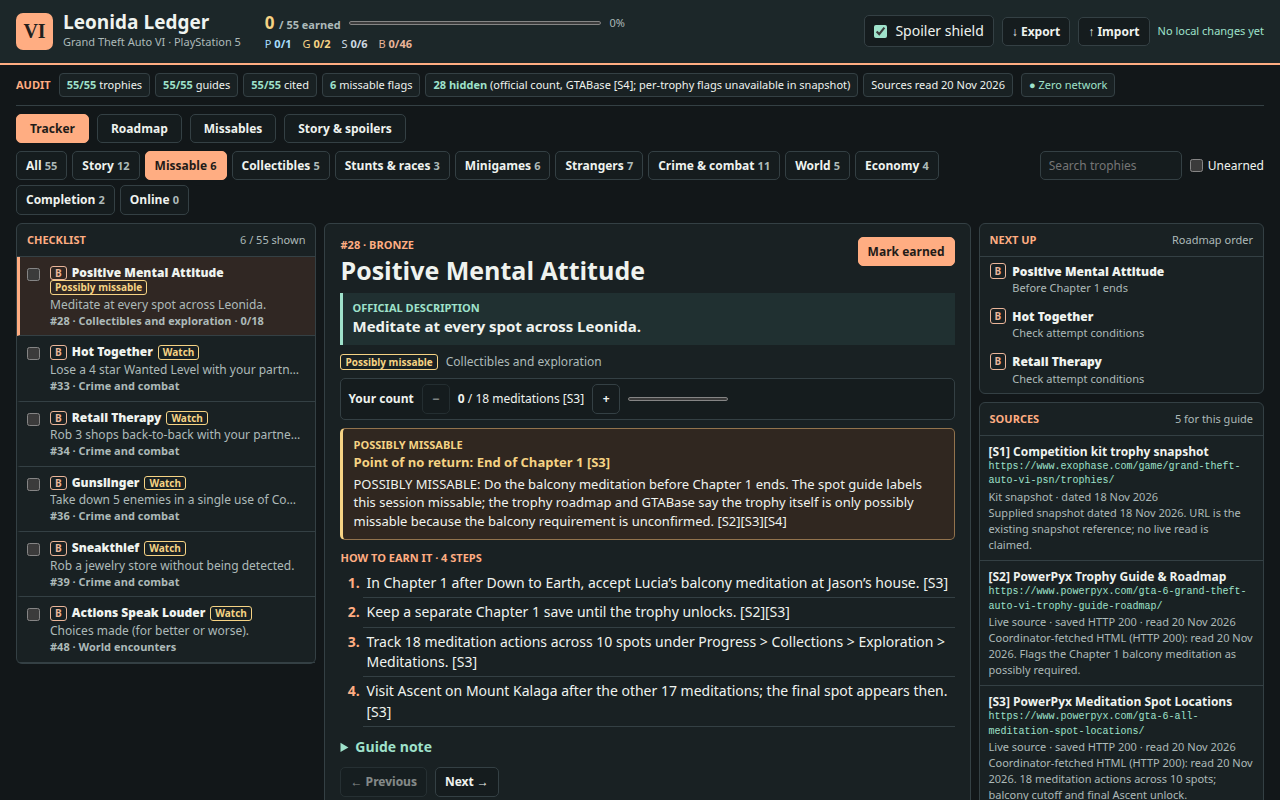 VI
Leonida Ledger
Grand Theft Auto VI · PlayStation 5
0 / 55 earned 0%
P 0/1 G 0/2 S 0/6 B 0/46
Spoiler shield
↓ Export
↑ Import
No local changes yet
AUDIT
55/55 trophies
55/55 guides
55/55 cited
6 missable flags
28 hidden (official count, GTABase [S4]; per-trophy flags unavailable in snapshot)
Sources read 20 Nov 2026
● Zero network
Tracker
Roadmap
Missables
Story & spoilers
All 55
Story 12
Missable 6
Collectibles 5
Stunts & races 3
Minigames 6
Strangers 7
Crime & combat 11
World 5
Economy 4
Search trophies
Unearned
Completion 2
Online 0
CHECKLIST 6 / 55 shown
B Positive Mental Attitude
Possibly missable
Meditate at every spot across Leonida.
#28 · Collectibles and exploration · 0/18
B Hot Together Watch
Lose a 4 star Wanted Level with your partn…
#33 · Crime and combat
B Retail Therapy Watch
Rob 3 shops back-to-back with your partne…
#34 · Crime and combat
B Gunslinger Watch
Take down 5 enemies in a single use of Co…
#36 · Crime and combat
B Sneakthief Watch
Rob a jewelry store without being detected.
#39 · Crime and combat
B Actions Speak Louder Watch
Choices made (for better or worse).
#48 · World encounters
#28 · BRONZE
Positive Mental Attitude
Mark earned
OFFICIAL DESCRIPTION
Meditate at every spot across Leonida.
Possibly missable Collectibles and exploration
Your count − 0 / 18 meditations [S3] +
POSSIBLY MISSABLE
Point of no return: End of Chapter 1 [S3]
POSSIBLY MISSABLE: Do the balcony meditation before Chapter 1 ends. The spot guide labels
this session missable; the trophy roadmap and GTABase say the trophy itself is only possibly
missable because the balcony requirement is unconfirmed. [S2][S3][S4]
HOW TO EARN IT · 4 STEPS
1. In Chapter 1 after Down to Earth, accept Lucia’s balcony meditation at Jason’s house. [S3]
2. Keep a separate Chapter 1 save until the trophy unlocks. [S2][S3]
3. Track 18 meditation actions across 10 spots under Progress > Collections > Exploration >
Meditations. [S3]
4. Visit Ascent on Mount Kalaga after the other 17 meditations; the final spot appears then.
[S3]
▶ Guide note
← Previous
Next →
NEXT UP Roadmap order
B Positive Mental Attitude
Before Chapter 1 ends
B Hot Together
Check attempt conditions
B Retail Therapy
Check attempt conditions
SOURCES 5 for this guide
[S1] Competition kit trophy snapshot
https://www.exophase.com/game/grand-theft-
auto-vi-psn/trophies/
Kit snapshot · dated 18 Nov 2026
Supplied snapshot dated 18 Nov 2026. URL is the
existing snapshot reference; no live read is
claimed.
[S2] PowerPyx Trophy Guide & Roadmap
https://www.powerpyx.com/gta-6-grand-theft-
auto-vi-trophy-guide-roadmap/
Live source · saved HTTP 200 · read 20 Nov 2026
Coordinator-fetched HTML (HTTP 200): read 20 Nov
2026. Flags the Chapter 1 balcony meditation as
possibly required.
[S3] PowerPyx Meditation Spot Locations
https://www.powerpyx.com/gta-6-all-
meditation-spot-locations/
Live source · saved HTTP 200 · read 20 Nov 2026
Coordinator-fetched HTML (HTTP 200): read 20 Nov
2026. 18 meditation actions across 10 spots;
balcony cutoff and final Ascent unlock.